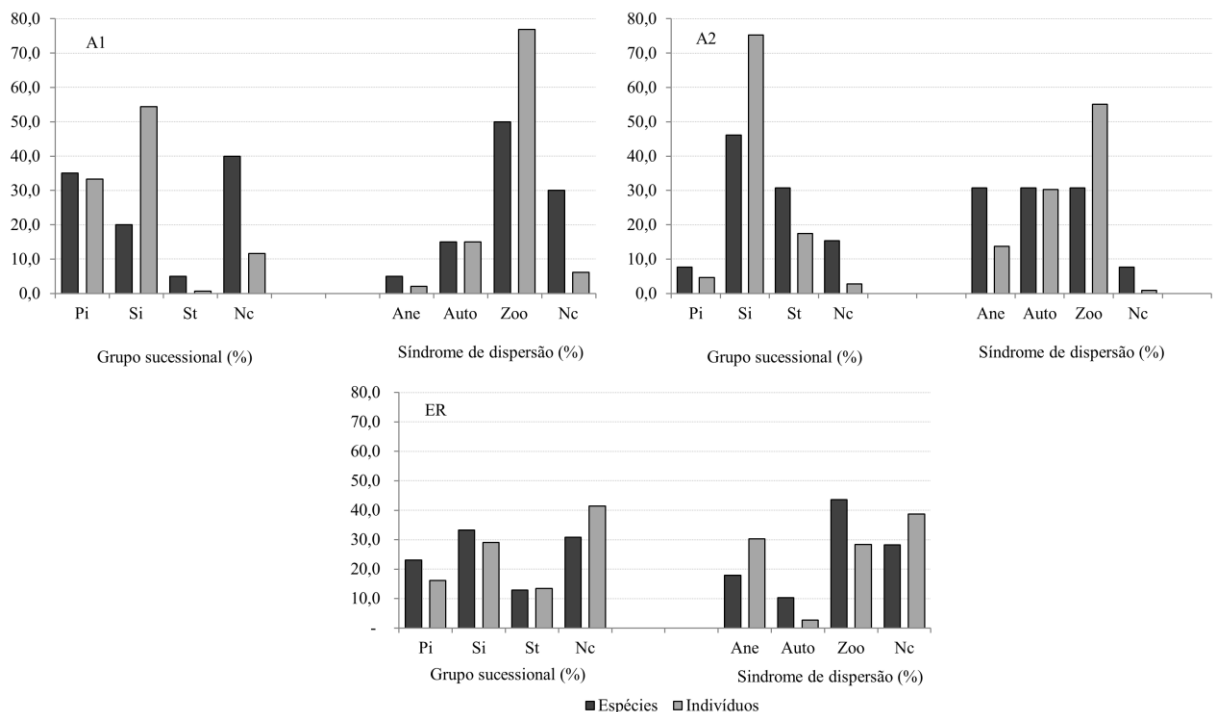 A1
80,0
70,0
60,0
50,0
40,0
30,0
20,0
10,0
0,0
Pi Si St Nc Ane Auto Zoo Nc
Grupo sucessional (%) Síndrome de dispersão (%)
A2
80,0
70,0
60,0
50,0
40,0
30,0
20,0
10,0
0,0
Pi Si St Nc Ane Auto Zoo Nc
Grupo sucessional (%) Síndrome de dispersão (%)
ER
80,0
70,0
60,0
50,0
40,0
30,0
20,0
10,0
-
Pi Si St Nc Ane Auto Zoo Nc
Grupo sucessional (%) Síndrome de dispersão (%)
Espécies Indivíduos